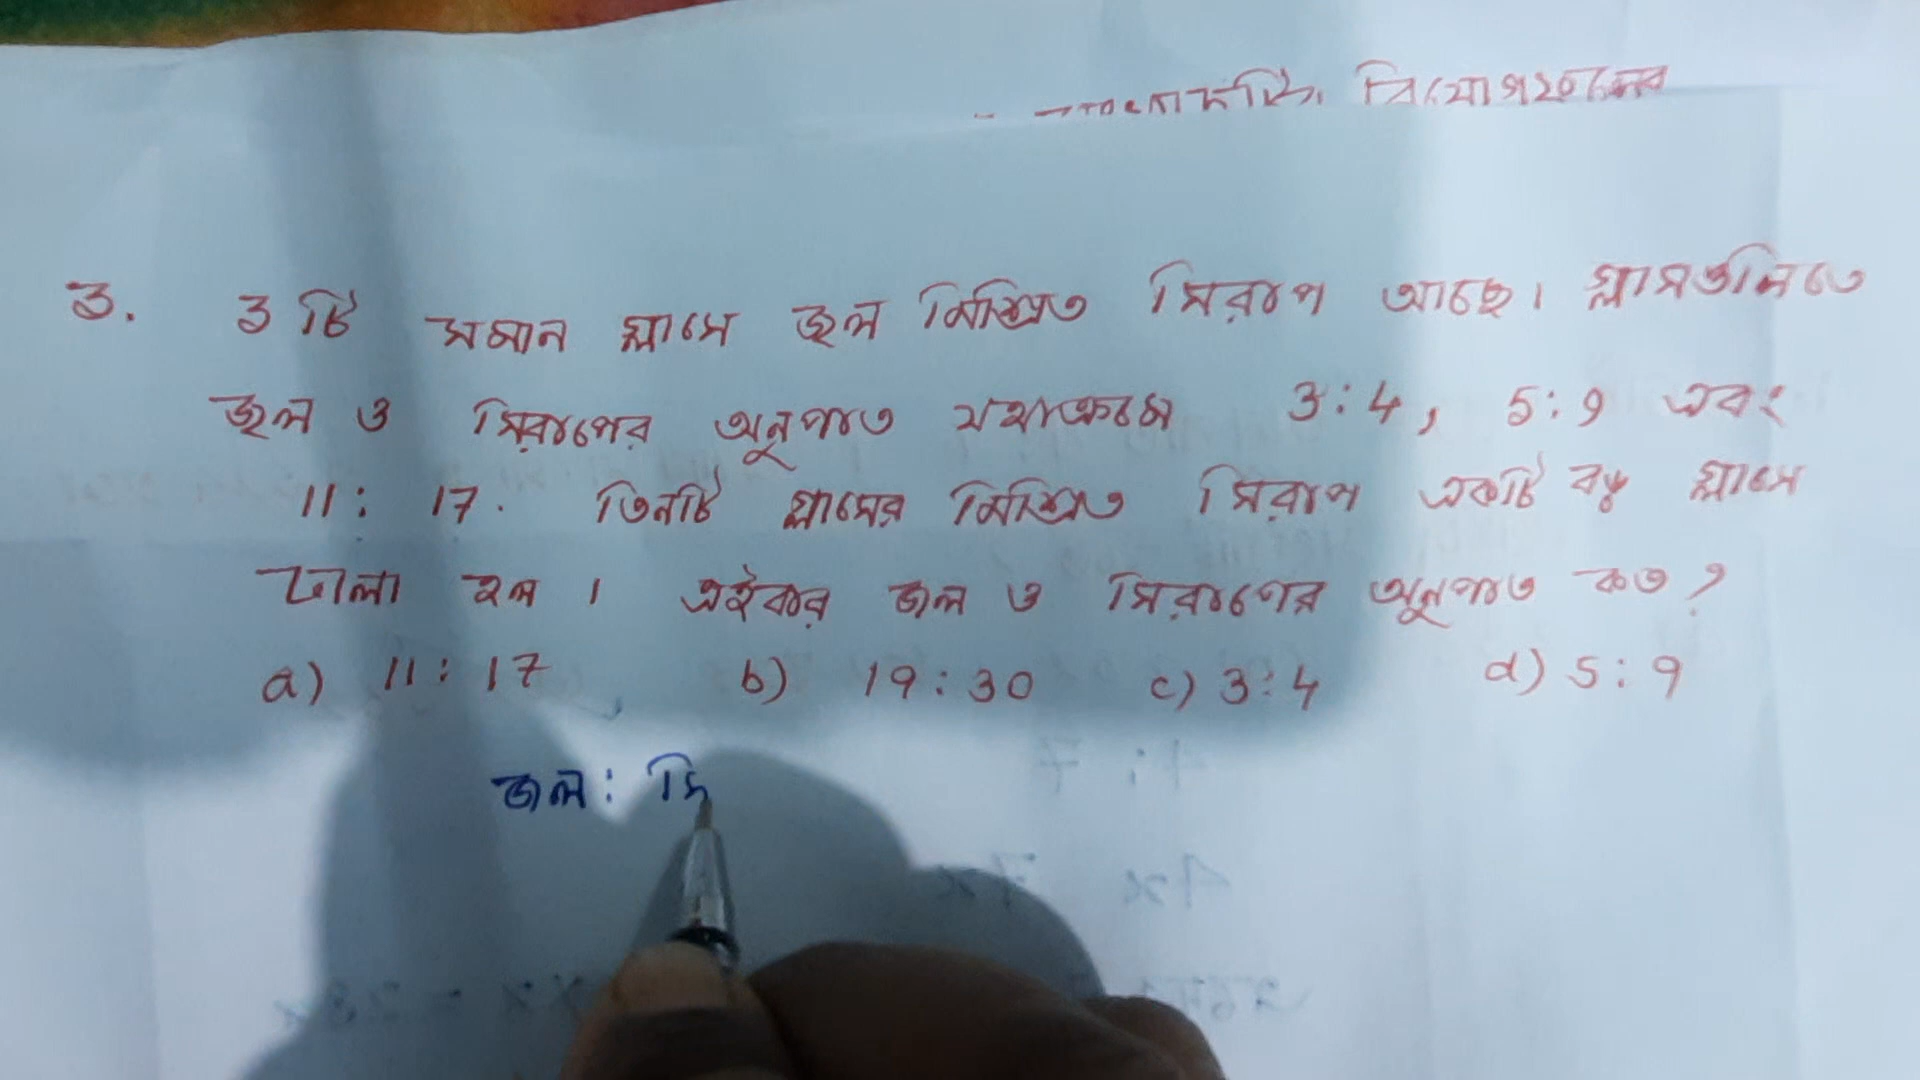 বিয়োগফলের
3. 3 টি সমান গ্লাসে জল মিশ্রিত সিরাপ আছে। গ্লাসগুলিতে
জল ও সিরাপের অনুপাত যথাক্রমে 3:4, 5:9 এবং
11: 17. তিনটি গ্লাসের মিশ্রিত সিরাপ একটি বড় গ্লাসে
ঢালা হল। এইবার জল ও সিরাপের অনুপাত কত?
a) 11:17 b) 19:30 c) 3:4 d) 5:9
জল: সি